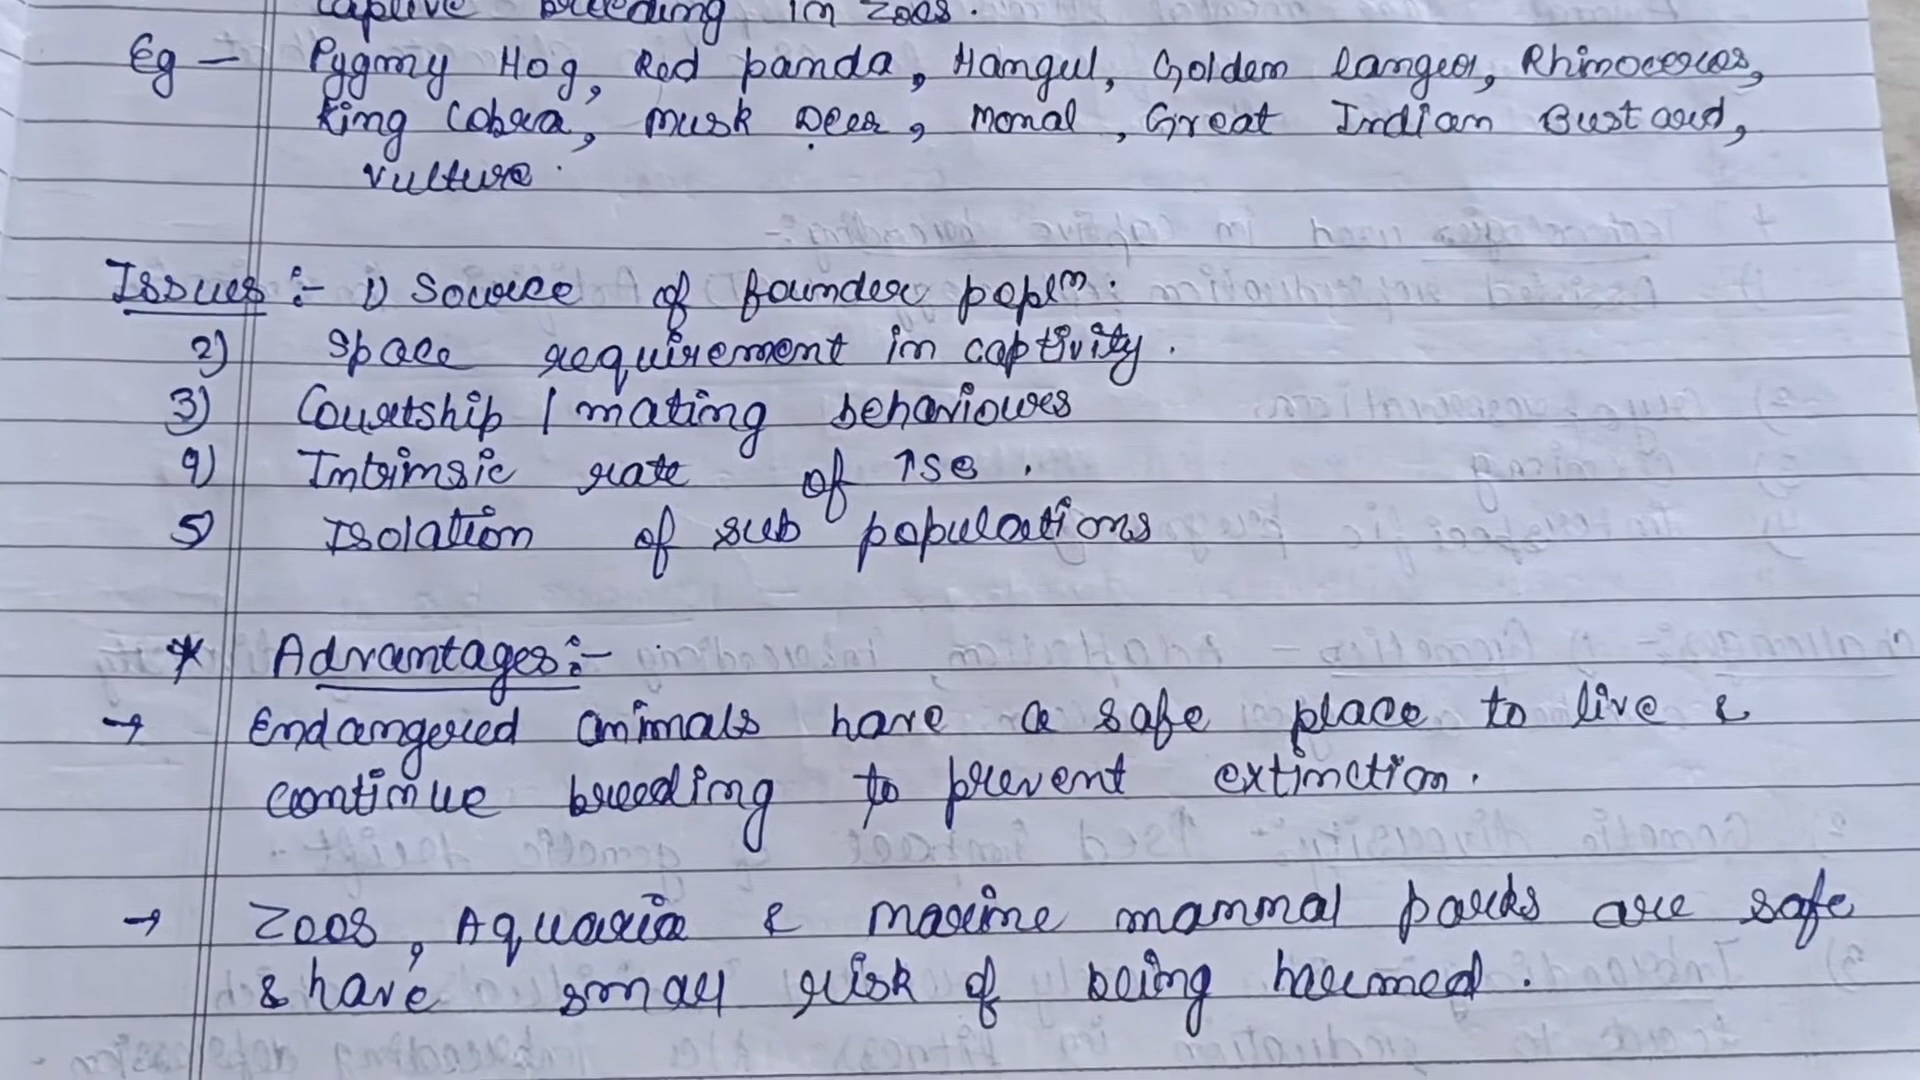 captive breeding in zoos.
Eg – Pygmy Hog, Red panda, Hangul, Golden langur, Rhinoceros,
King Cobra, Musk Deer, Monal, Great Indian Bustard,
Vulture.
Issues :- 1) Source of founder popln.
2) Space requirement in captivity.
3) Courtship / mating behaviours
4) Intrinsic rate of ↑se.
5) Isolation of sub populations
* Advantages :-
→ Endangered animals have a safe place to live &
continue breeding to prevent extinction.
→ Zoos, Aquaria & marine mammal parks are safe
& have small risk of being harmed.